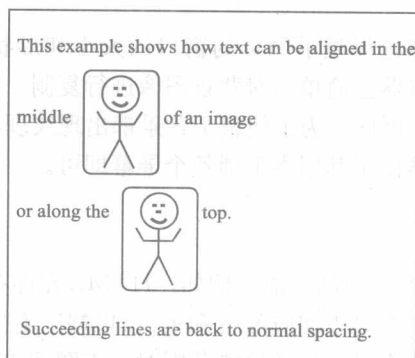 This example shows how text can be aligned in the
middle of an image
or along the top.
Succeeding lines are back to normal spacing.